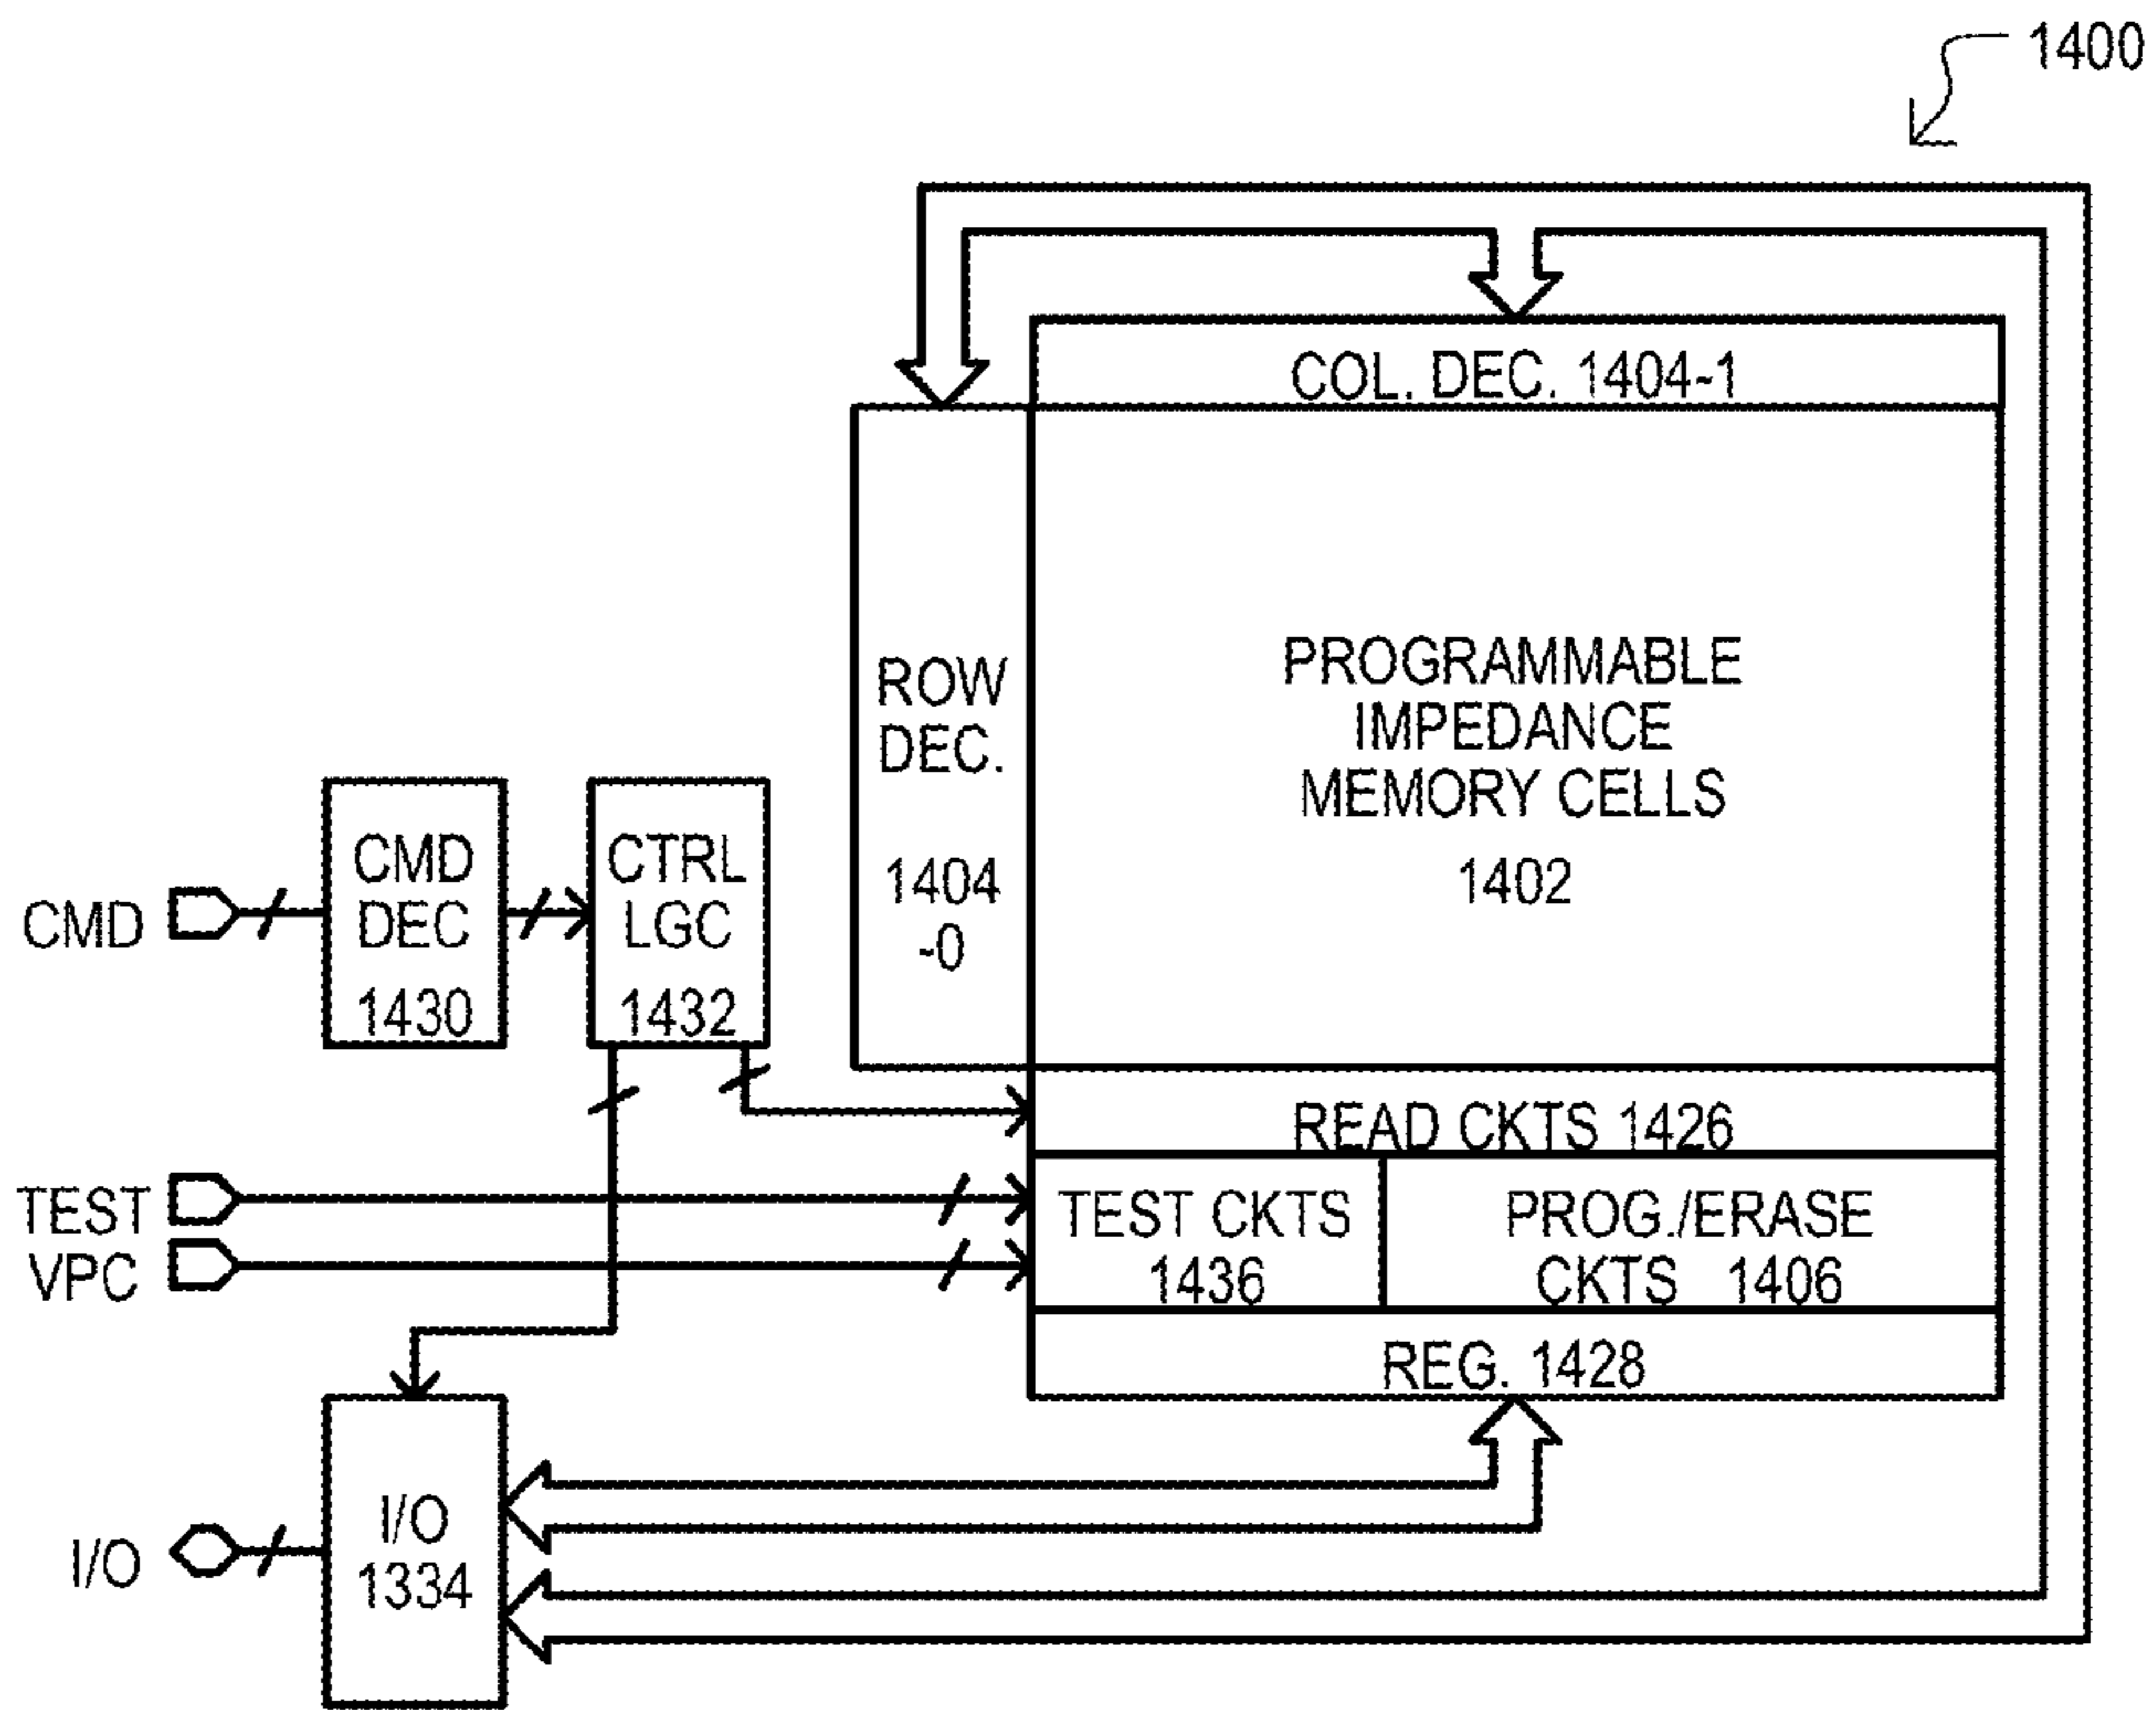 1400
COL. DEC. 1404-1
ROW
DEC.
1404
-0
PROGRAMMABLE
IMPEDANCE
MEMORY CELLS
1402
CMD
CMD
DEC
1430
CTRL
LGC
1432
READ CKTS 1426
TEST
VPC
TEST CKTS
1436
PROG./ERASE
CKTS 1406
REG. 1428
I/O
I/O
1334